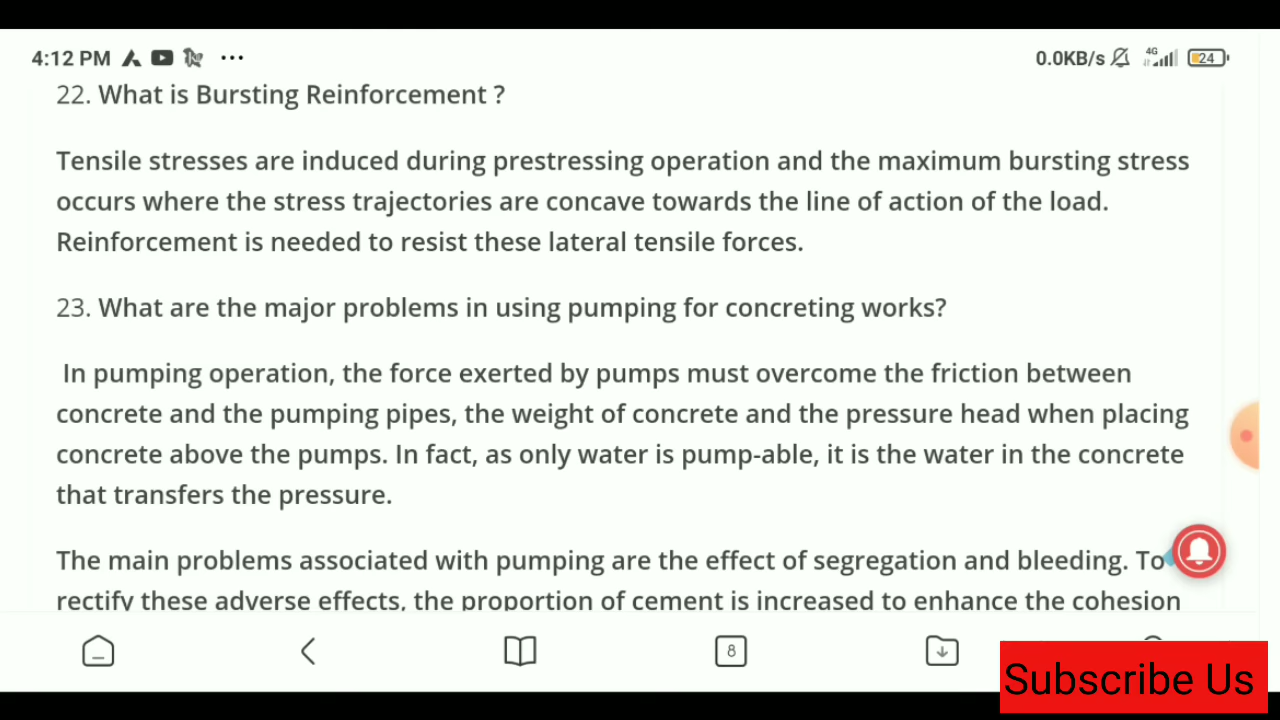 4:12 PM ... 0.0KB/s 4G 24
22. What is Bursting Reinforcement ?
Tensile stresses are induced during prestressing operation and the maximum bursting stress
occurs where the stress trajectories are concave towards the line of action of the load.
Reinforcement is needed to resist these lateral tensile forces.
23. What are the major problems in using pumping for concreting works?
In pumping operation, the force exerted by pumps must overcome the friction between
concrete and the pumping pipes, the weight of concrete and the pressure head when placing
concrete above the pumps. In fact, as only water is pump-able, it is the water in the concrete
that transfers the pressure.
The main problems associated with pumping are the effect of segregation and bleeding. To
rectify these adverse effects, the proportion of cement is increased to enhance the cohesion
8
Subscribe Us